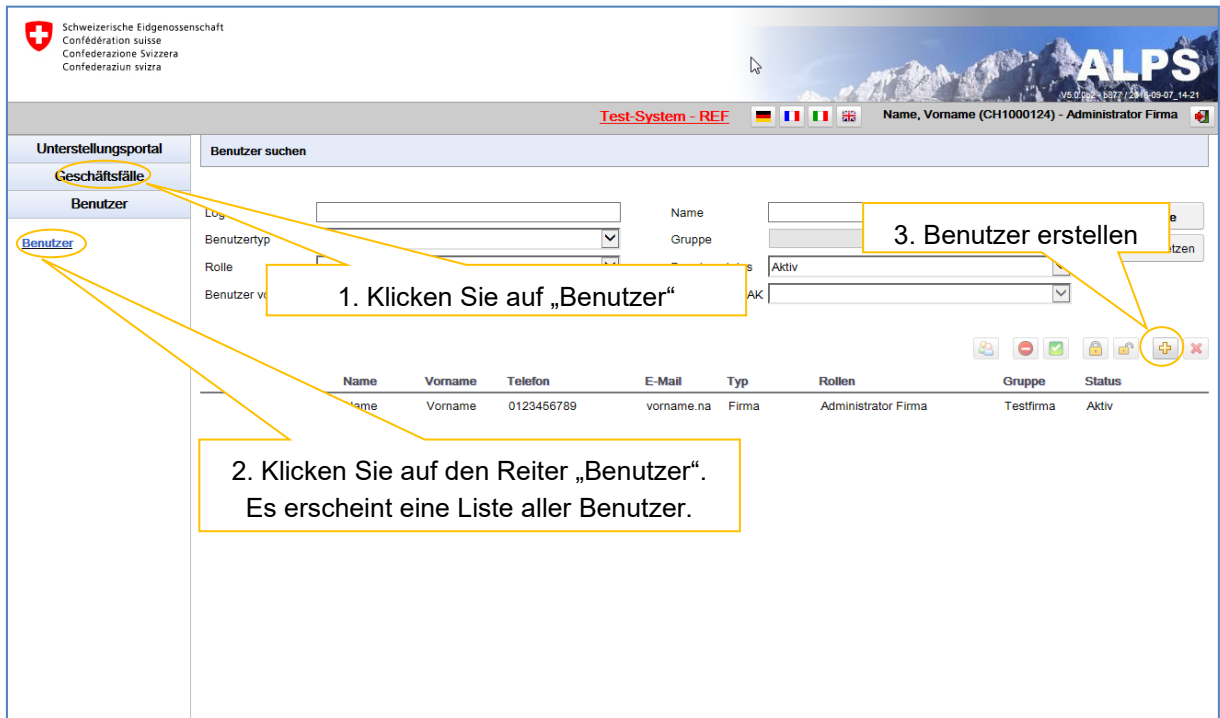 Schweizerische Eidgenossenschaft
Confédération suisse
Confederazione Svizzera
Confederaziun svizra
ALPS
Test-System - REF
Name, Vorname (CH1000124) - Administrator Firma
Unterstellungsportal
Geschäftsfälle
Benutzer
Benutzer
Benutzer suchen
Name
Benutzertyp
Gruppe
Rolle
Aktiv
Benutzer
AK
1. Klicken Sie auf „Benutzer“
3. Benutzer erstellen
Name Vorname Telefon E-Mail Typ Rollen Gruppe Status
Vorname 0123456789 vorname.na Firma Administrator Firma Testfirma Aktiv
2. Klicken Sie auf den Reiter „Benutzer“.
Es erscheint eine Liste aller Benutzer.